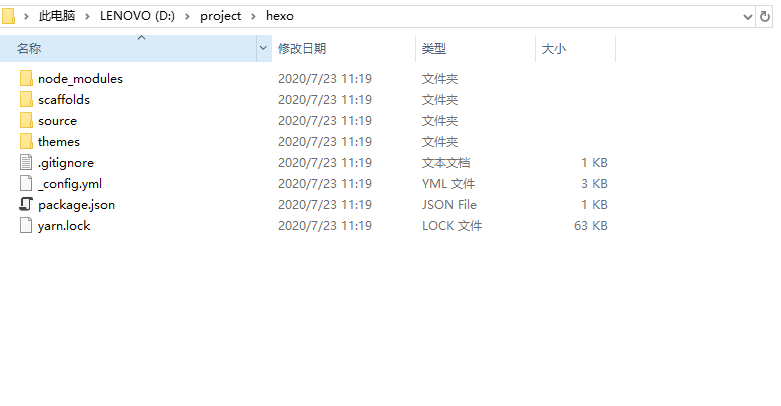 此电脑 > LENOVO (D:) > project > hexo
名称 修改日期 类型 大小
node_modules 2020/7/23 11:19 文件夹
scaffolds 2020/7/23 11:19 文件夹
source 2020/7/23 11:19 文件夹
themes 2020/7/23 11:19 文件夹
.gitignore 2020/7/23 11:19 文本文档 1 KB
_config.yml 2020/7/23 11:19 YML 文件 3 KB
package.json 2020/7/23 11:19 JSON File 1 KB
yarn.lock 2020/7/23 11:19 LOCK 文件 63 KB